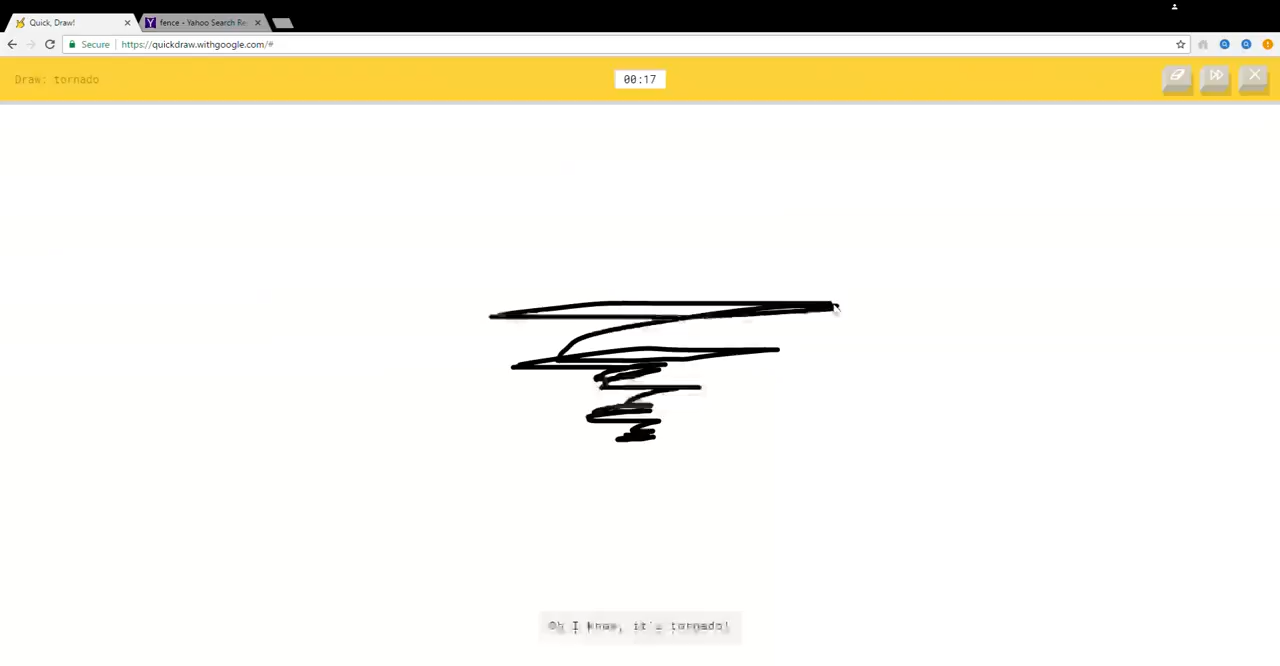 Quick, Draw!
fence - Yahoo Search Re
Secure
https://quickdraw.withgoogle.com/#
Draw: tornado
00:17
Oh I know, it's tornado!